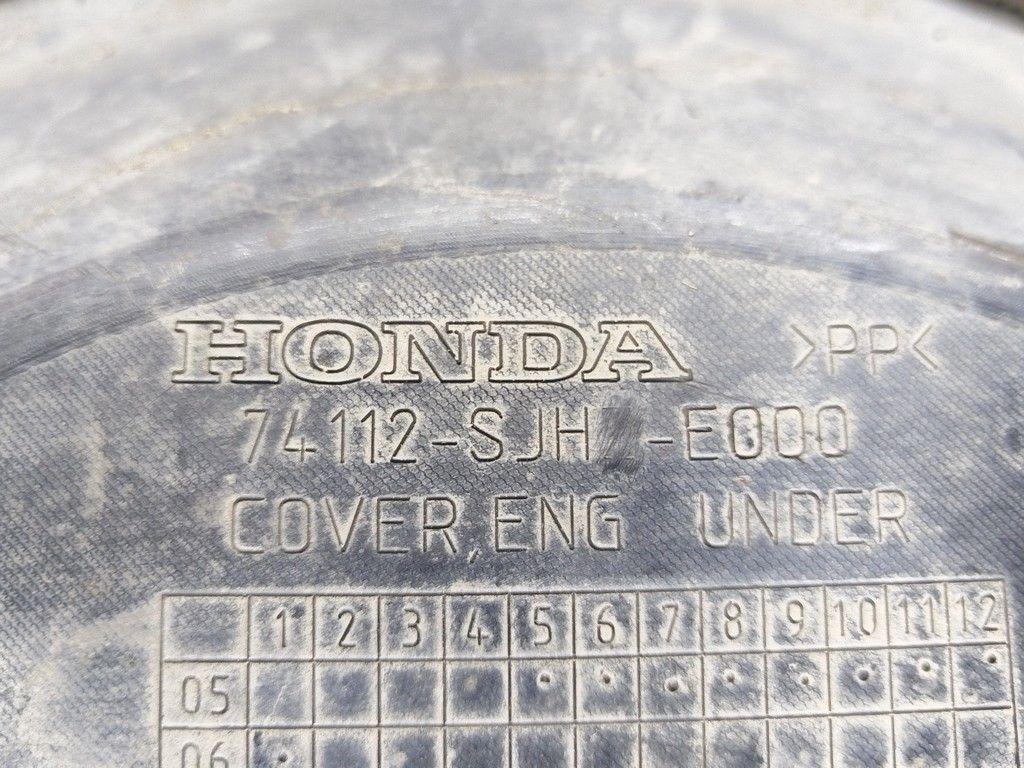 HONDA >PP<
74112-SJH -E000
COVER, ENG UNDER
1 2 3 4 5 6 7 8 9 10 11 12
05
06